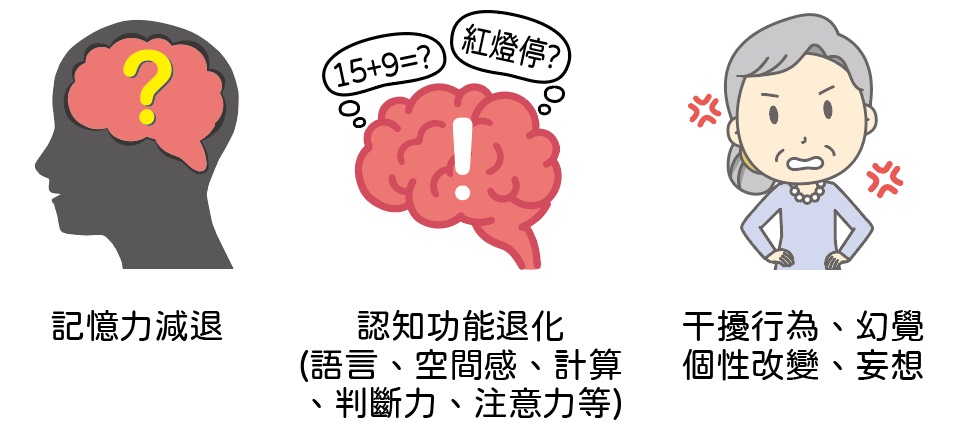 15+9=?
紅燈停?
記憶力減退
認知功能退化
(語言、空間感、計算
、判斷力、注意力等)
干擾行為、幻覺
個性改變、妄想